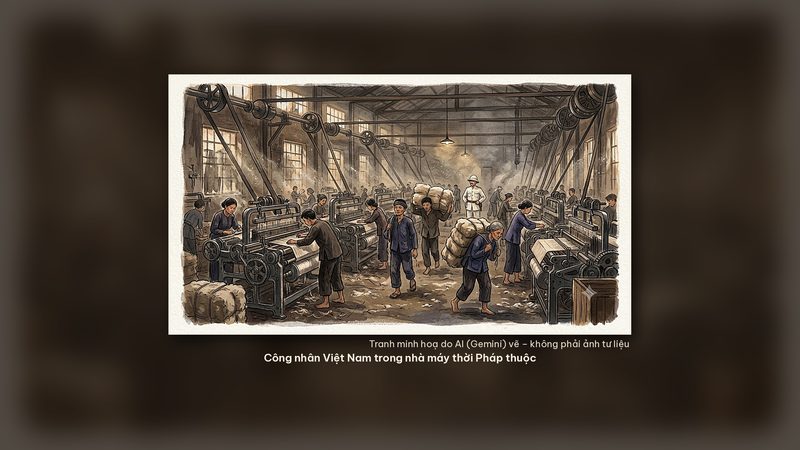 Tranh minh hoạ do AI (Gemini) vẽ – không phải ảnh tư liệu
Công nhân Việt Nam trong nhà máy thời Pháp thuộc